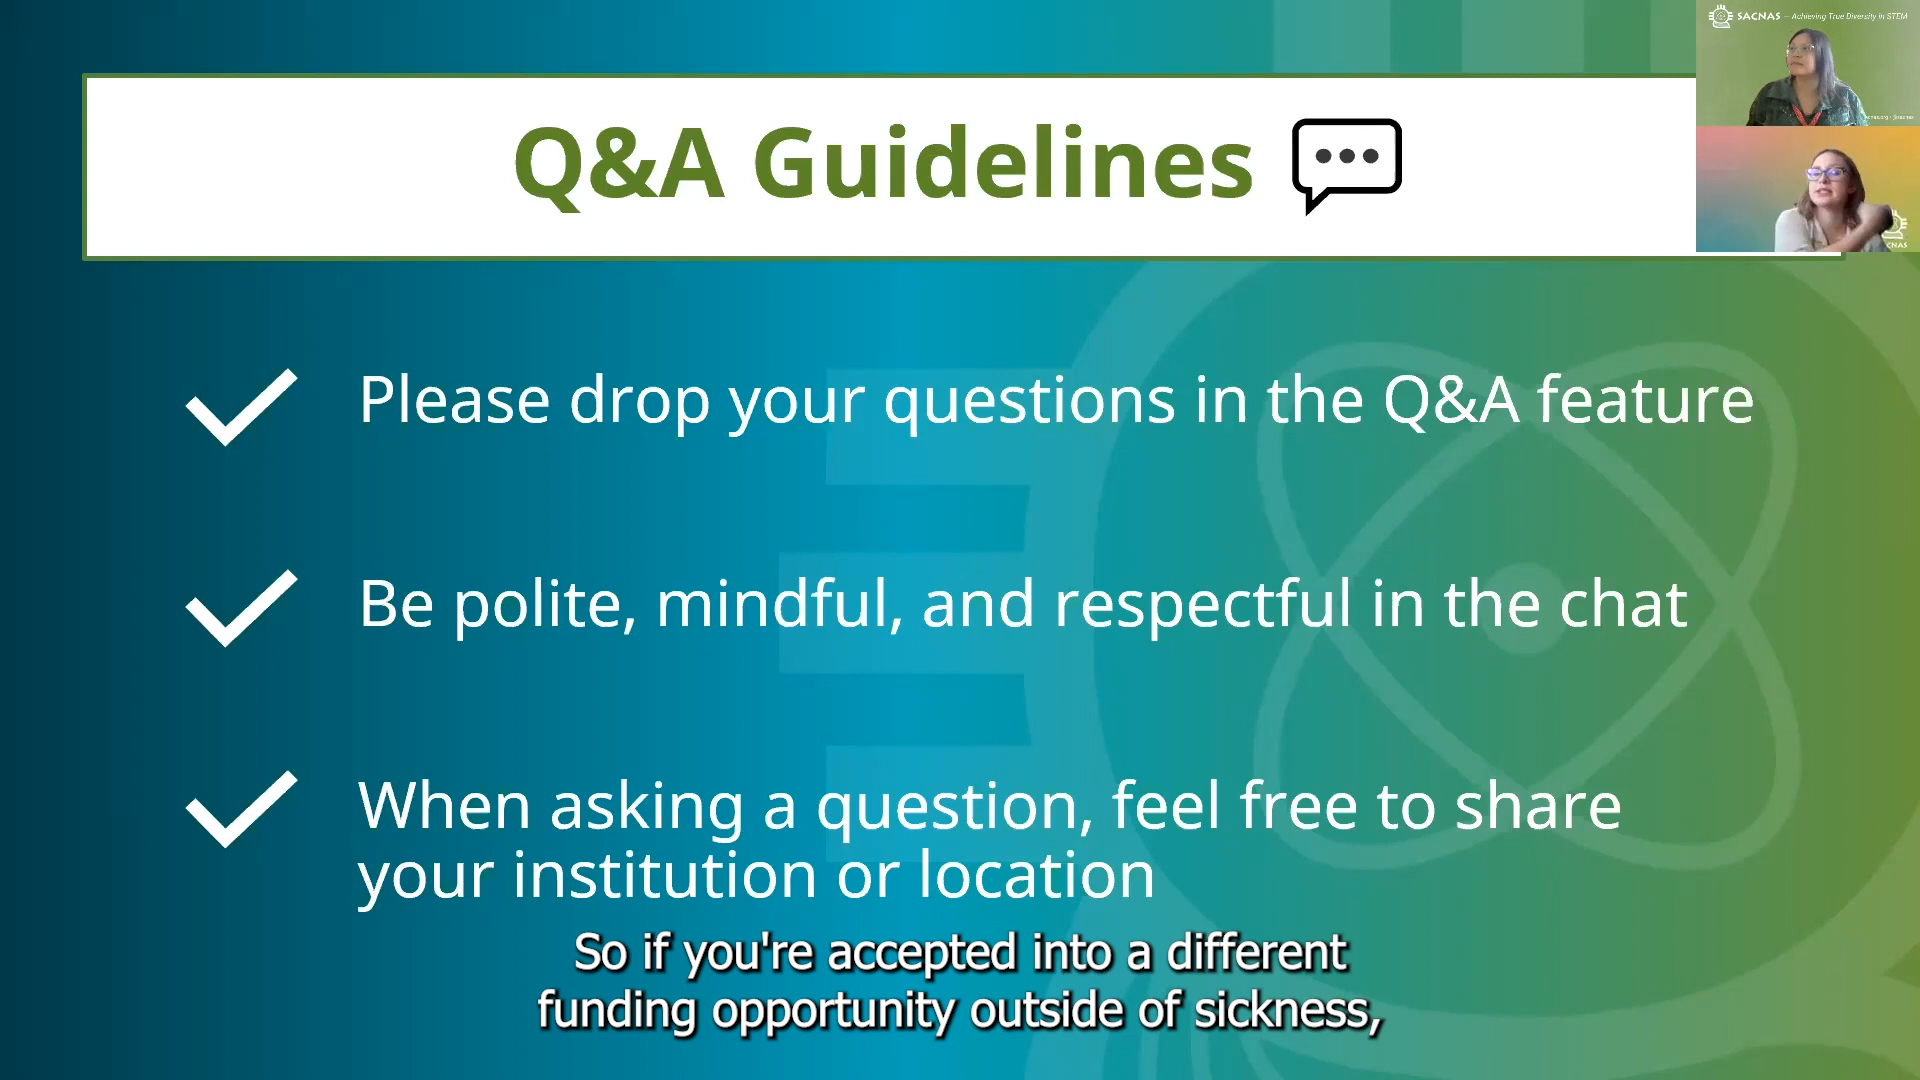 SACNAS – Achieving True Diversity in STEM
Q&A Guidelines
Please drop your questions in the Q&A feature
Be polite, mindful, and respectful in the chat
When asking a question, feel free to share
your institution or location
So if you're accepted into a different
funding opportunity outside of sickness,